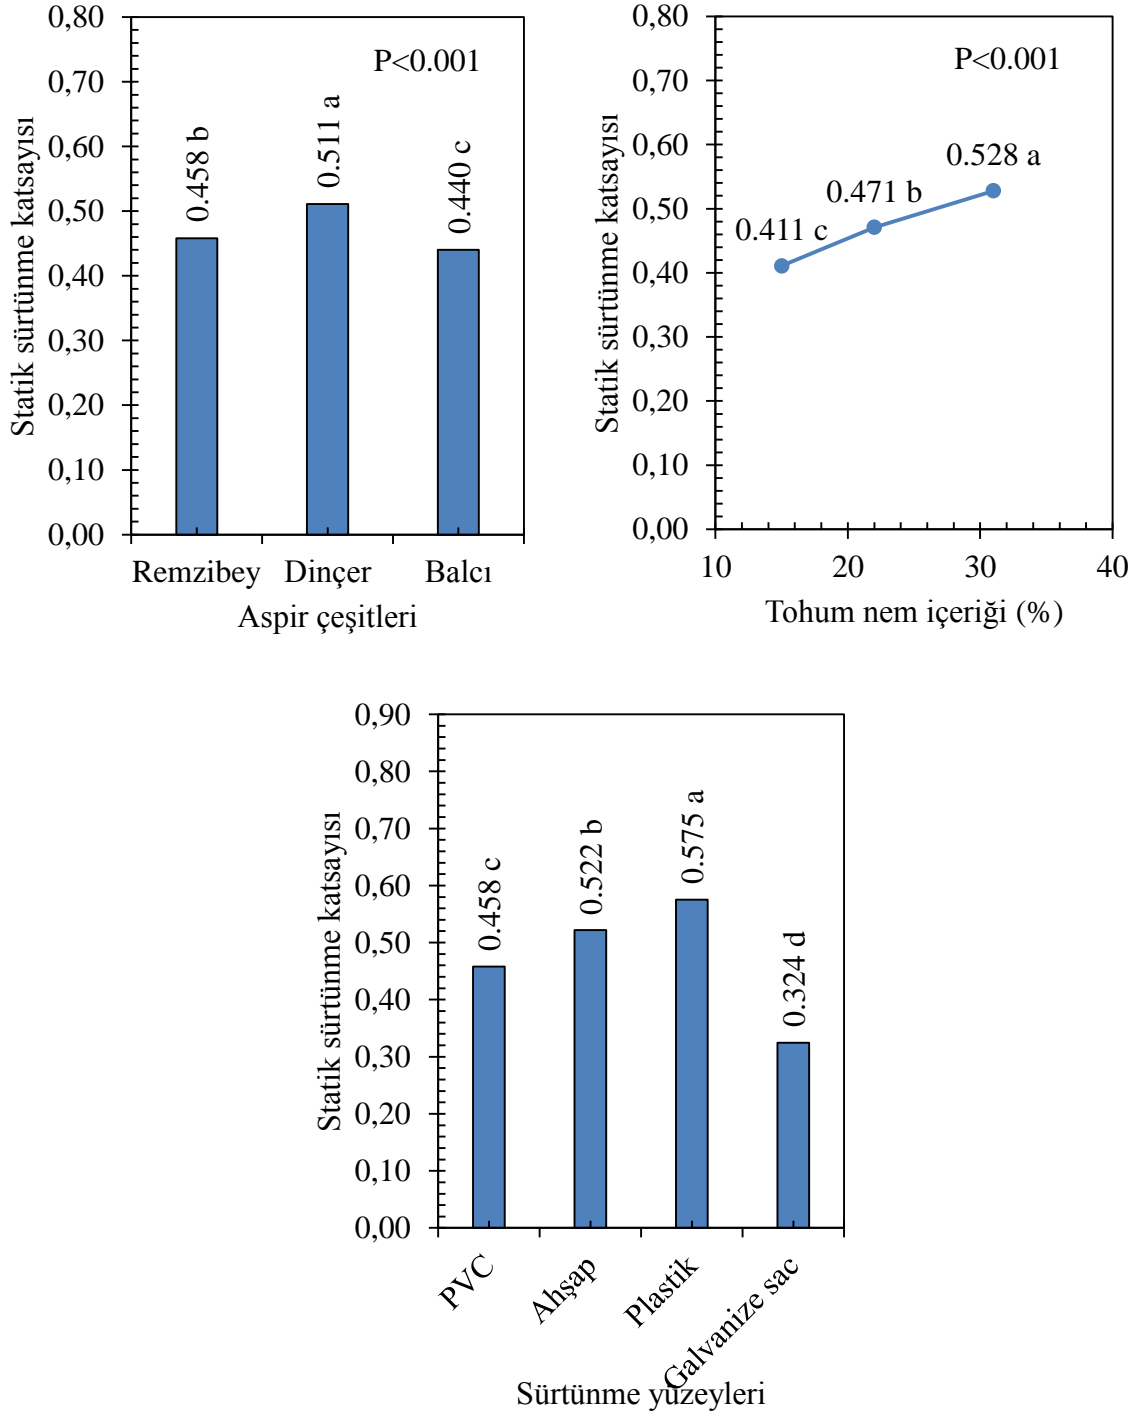 0,80
0,70
0,60
0,50
0,40
0,30
0,20
0,10
0,00
Statik sürtünme katsayısı
P<0.001
0.458 b
0.511 a
0.440 c
Remzibey
Dinçer
Balcı
Aspir çeşitleri
0,80
0,70
0,60
0,50
0,40
0,30
0,20
0,10
0,00
Statik sürtünme katsayısı
P<0.001
0.411 c
0.471 b
0.528 a
10
20
30
40
Tohum nem içeriği (%)
0,90
0,80
0,70
0,60
0,50
0,40
0,30
0,20
0,10
0,00
Statik sürtünme katsayısı
0.458 c
0.522 b
0.575 a
0.324 d
PVC
Ahşap
Plastik
Galvanize sac
Sürtünme yüzeyleri